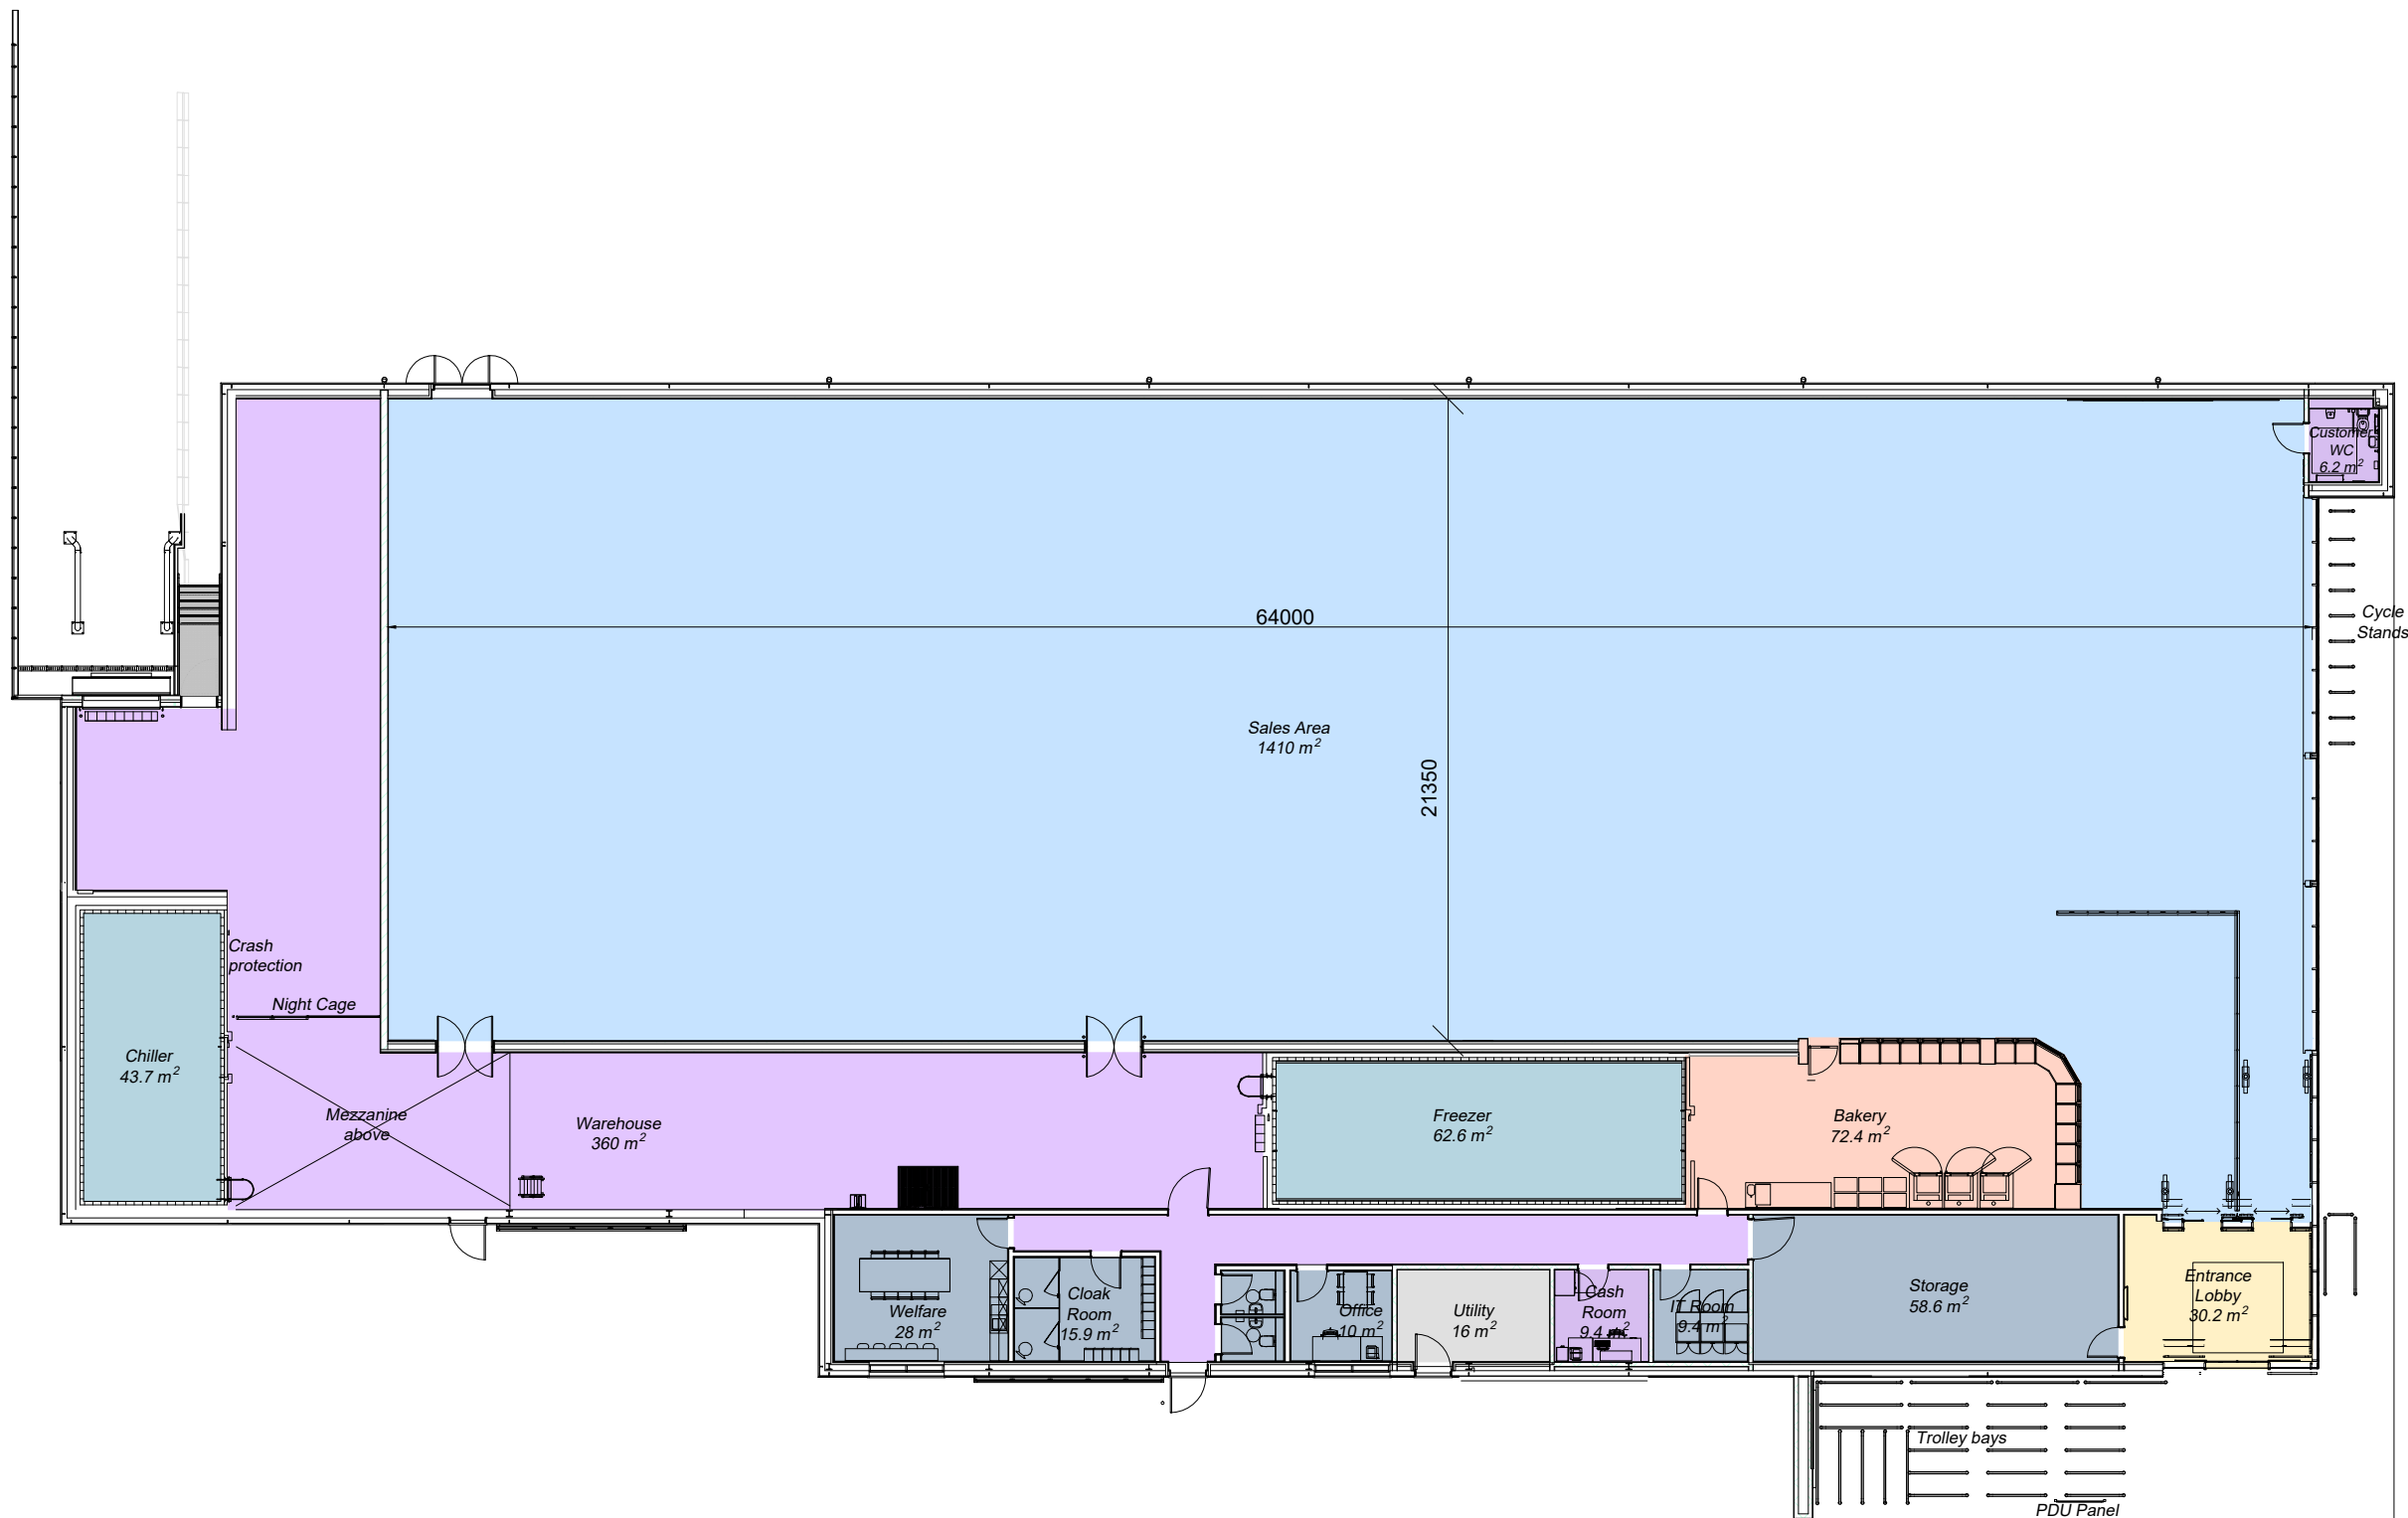 Customer
WC
6.2 m²
64000
Cycle
Stands
Sales Area
1410 m²
21350
Crash
protection
Night Cage
Chiller
43.7 m²
Mezzanine
above
Warehouse
360 m²
Freezer
62.6 m²
Bakery
72.4 m²
Welfare
28 m²
Cloak
Room
15.9 m²
Office
10 m²
Utility
16 m²
Cash
Room
9.4 m²
IT Room
9.4 m²
Storage
58.6 m²
Entrance
Lobby
30.2 m²
Trolley bays
PDU Panel